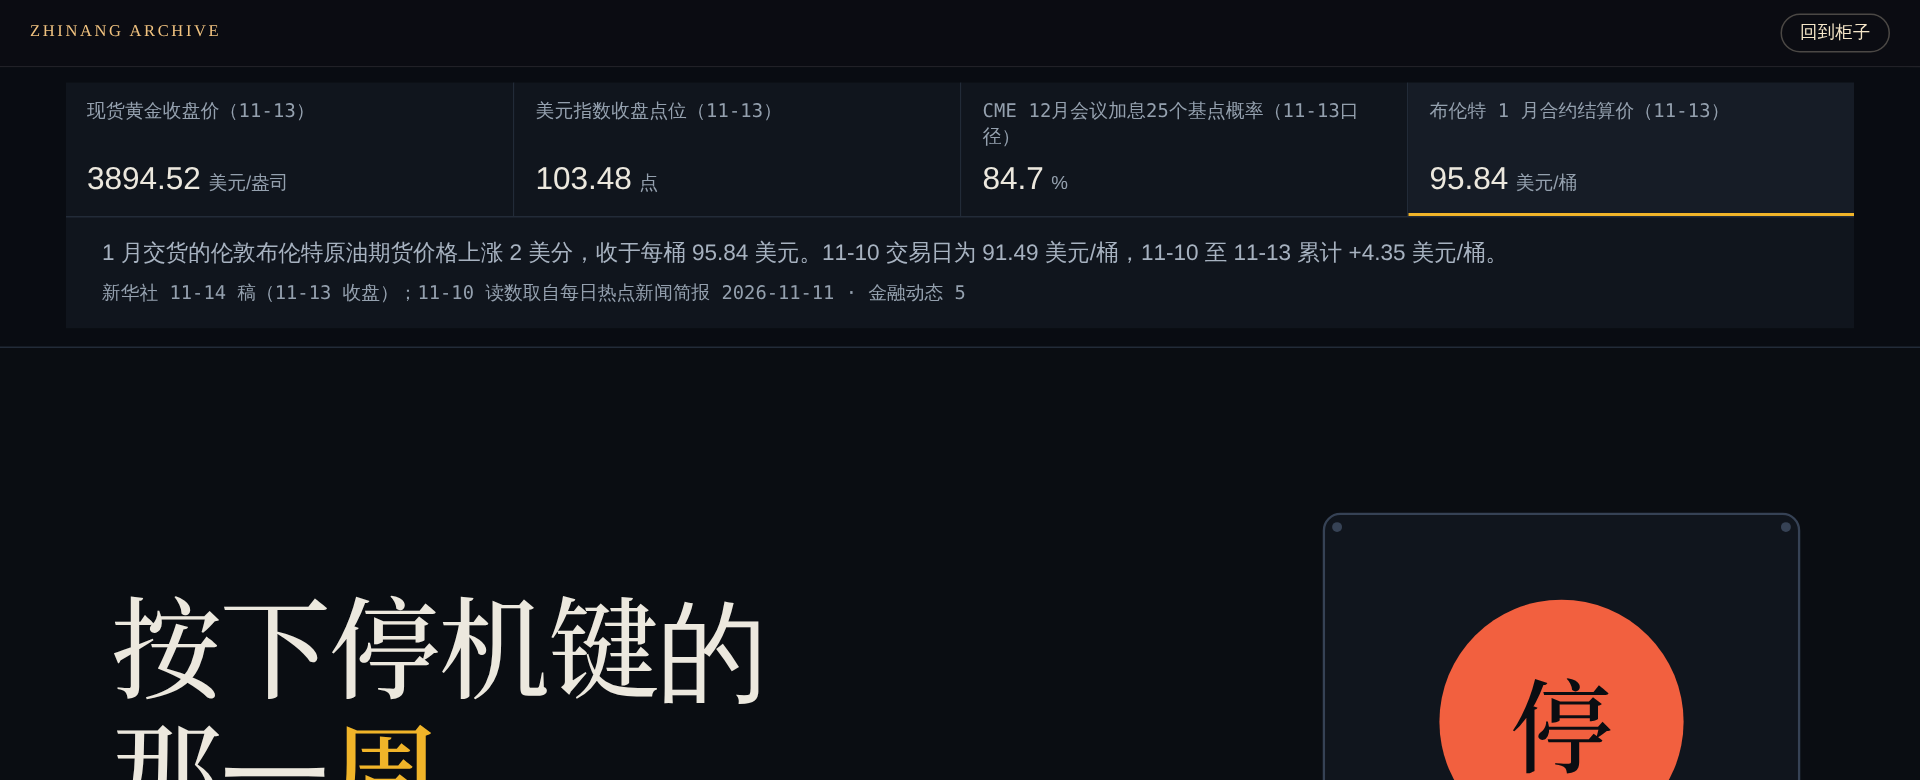 ZHINANG ARCHIVE
回到柜子
现货黄金收盘价（11-13）
3894.52 美元/盎司
美元指数收盘点位（11-13）
103.48 点
CME 12月会议加息25个基点概率（11-13口
径）
84.7 %
布伦特 1 月合约结算价（11-13）
95.84 美元/桶
1 月交货的伦敦布伦特原油期货价格上涨 2 美分，收于每桶 95.84 美元。11-10 交易日为 91.49 美元/桶，11-10 至 11-13 累计 +4.35 美元/桶。
新华社 11-14 稿（11-13 收盘）；11-10 读数取自每日热点新闻简报 2026-11-11 · 金融动态 5
按下停机键的
那一周
停